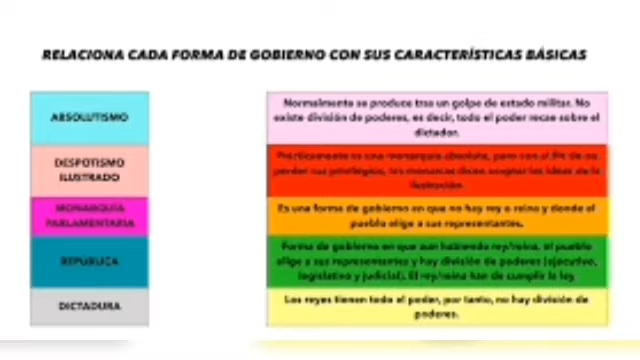 RELACIONA CADA FORMA DE GOBIERNO CON SUS CARACTERÍSTICAS BÁSICAS
ABSOLUTISMO
Normalmente se produce tras un golpe de estado militar. No
existe división de poderes, es decir, todo el poder recae sobre el
dictador.
DESPOTISMO
ILUSTRADO
Prácticamente es una monarquía absoluta, pero con el fin de no
perder sus privilegios, los monarcas dicen aceptar las ideas de la
Ilustración.
MONARQUÍA
PARLAMENTARIA
Es una forma de gobierno en que no hay rey o reina y donde el
pueblo elige a sus representantes.
REPÚBLICA
Forma de gobierno en que aun habiendo rey/reina, el pueblo
elige a sus representantes y hay división de poderes (ejecutivo,
legislativo y judicial). El rey/reina han de cumplir la ley
DICTADURA
Los reyes tienen todo el poder, por tanto, no hay división de
poderes.